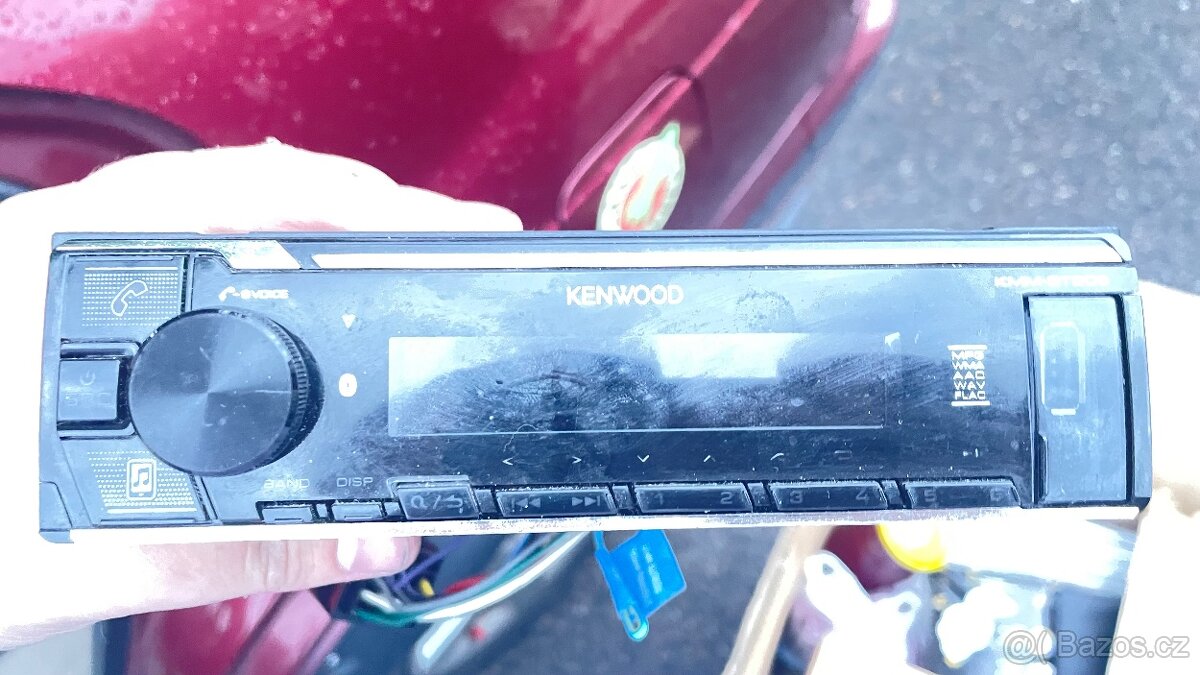 KENWOOD
MP3
WMA
AAC
WAV
FLAC
BAND
DISP
1 2
3 4
5 6
Bazos.cz